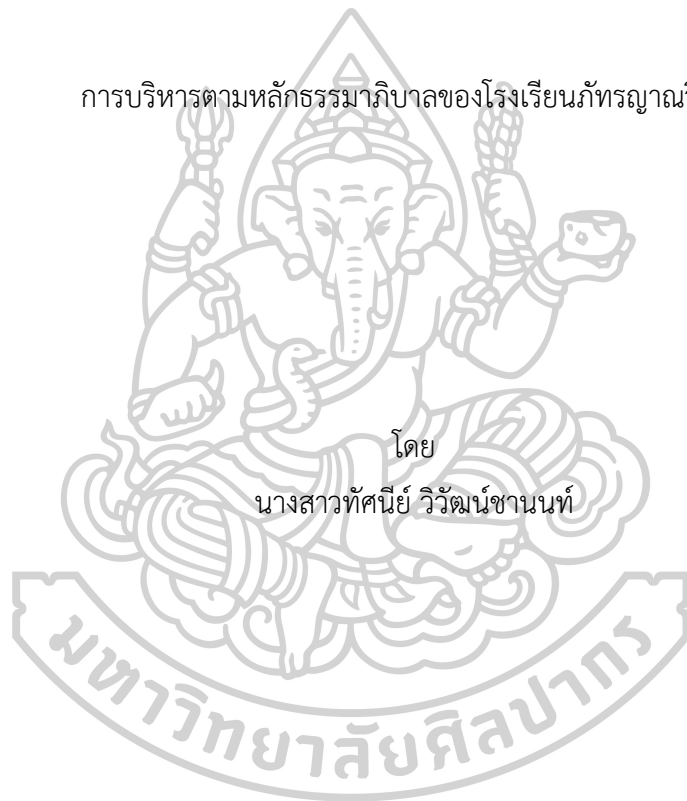 การบริหารตามหลักธรรมาภิบาลของโรงเรียนภัทรญาณวิ
โดย
นางสาวทัศนีย์ วิวัฒน์ชานนท์
มหาวิทยาลัยศิลปากร